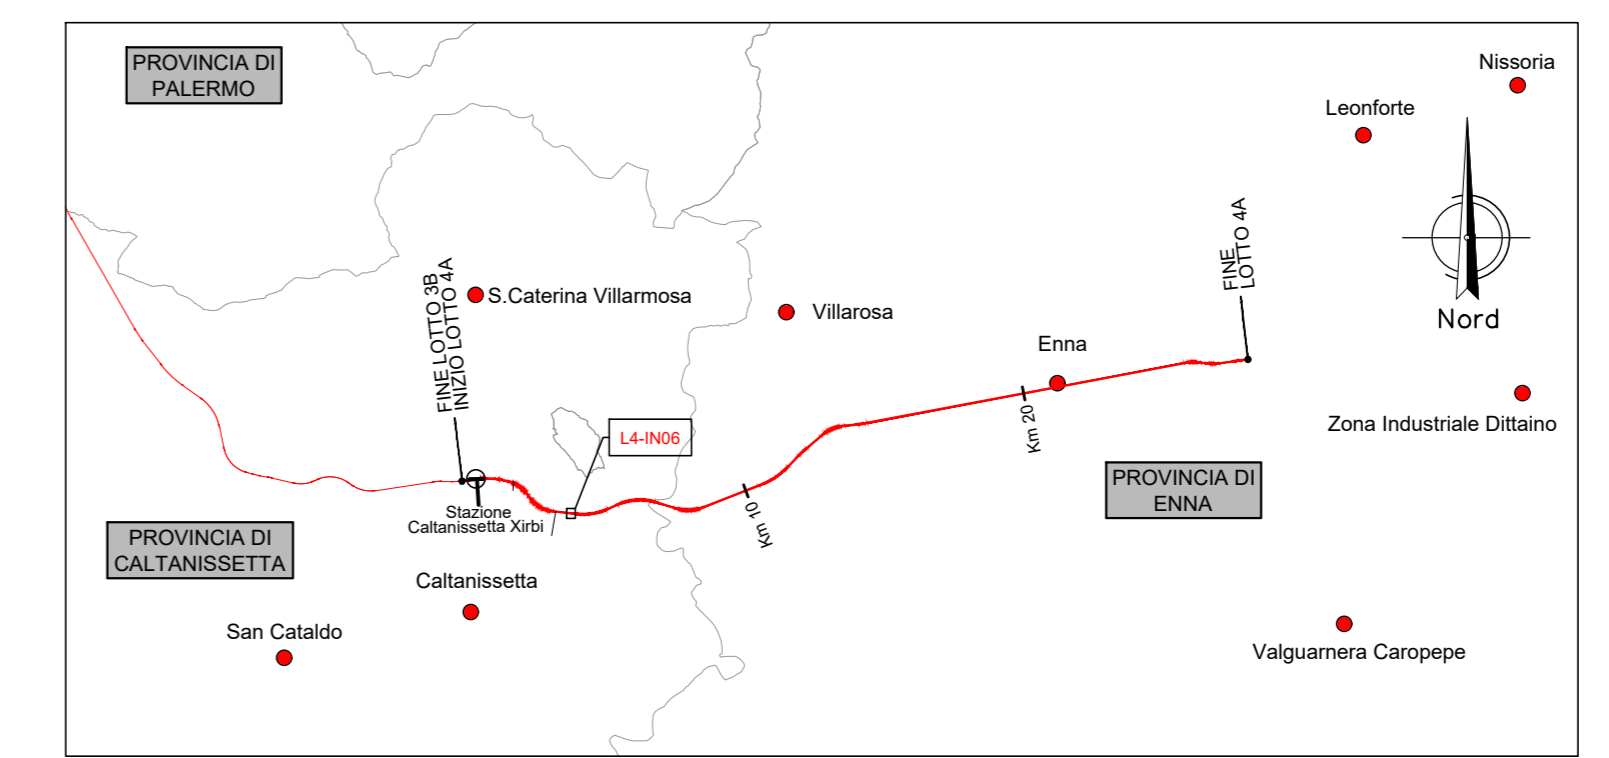 PROVINCIA DI
PALERMO
Nissoria
Leonforte
Nord
FINE LOTTO 3B
INIZIO LOTTO 4A
S.Caterina Villarmosa
Villarosa
Enna
FINE
LOTTO 4A
Zona Industriale Dittaino
L4-IN06
Km 20
Km 10
PROVINCIA DI
ENNA
Stazione
Caltanissetta Xirbi
PROVINCIA DI
CALTANISSETTA
Caltanissetta
San Cataldo
Valguarnera Caropepe